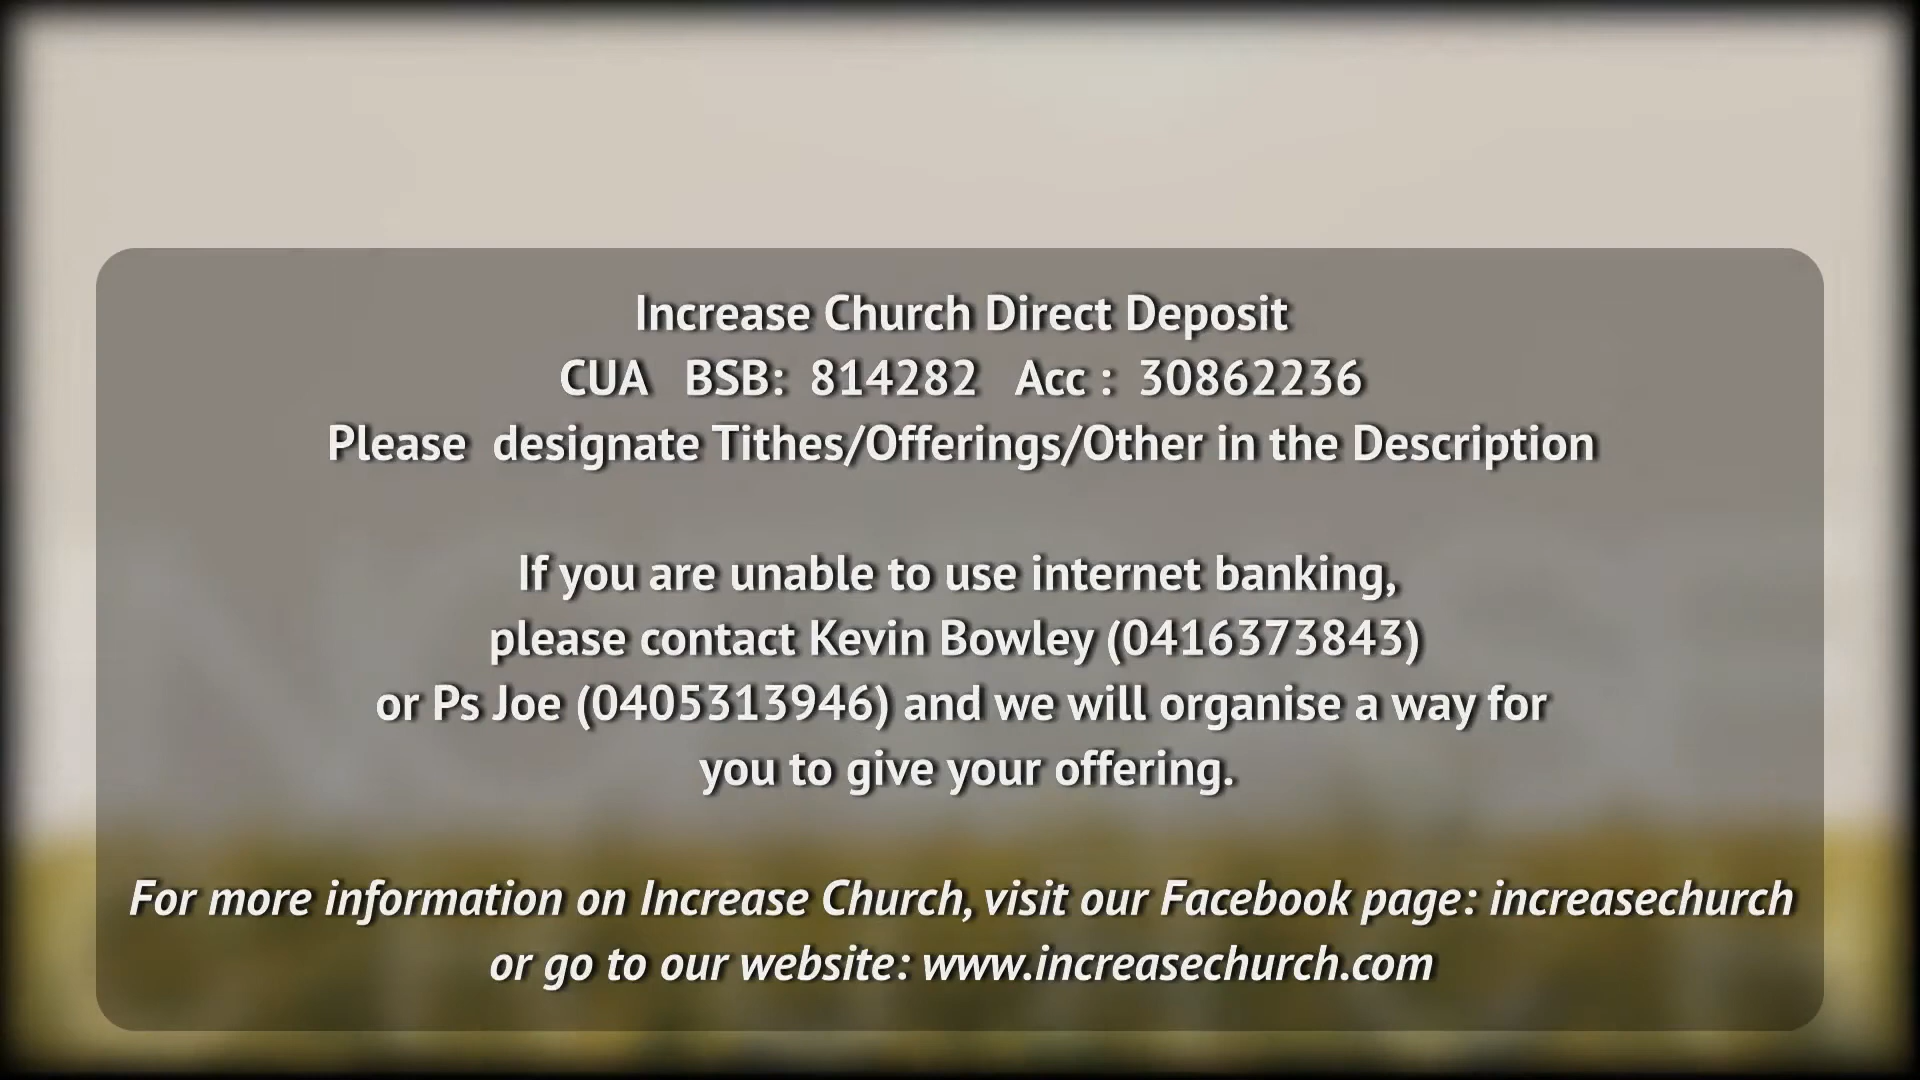 Increase Church Direct Deposit
CUA BSB: 814282 Acc : 30862236
Please designate Tithes/Offerings/Other in the Description
If you are unable to use internet banking,
please contact Kevin Bowley (0416373843)
or Ps Joe (0405313946) and we will organise a way for
you to give your offering.
For more information on Increase Church, visit our Facebook page: increasechurch
or go to our website: www.increasechurch.com